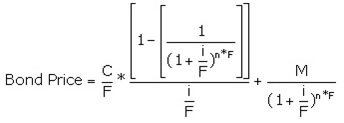 Bond Price = C/F * [1 - [1 / (1 + i/F)^n*F]] / (i/F) + M / (1 + i/F)^n*F